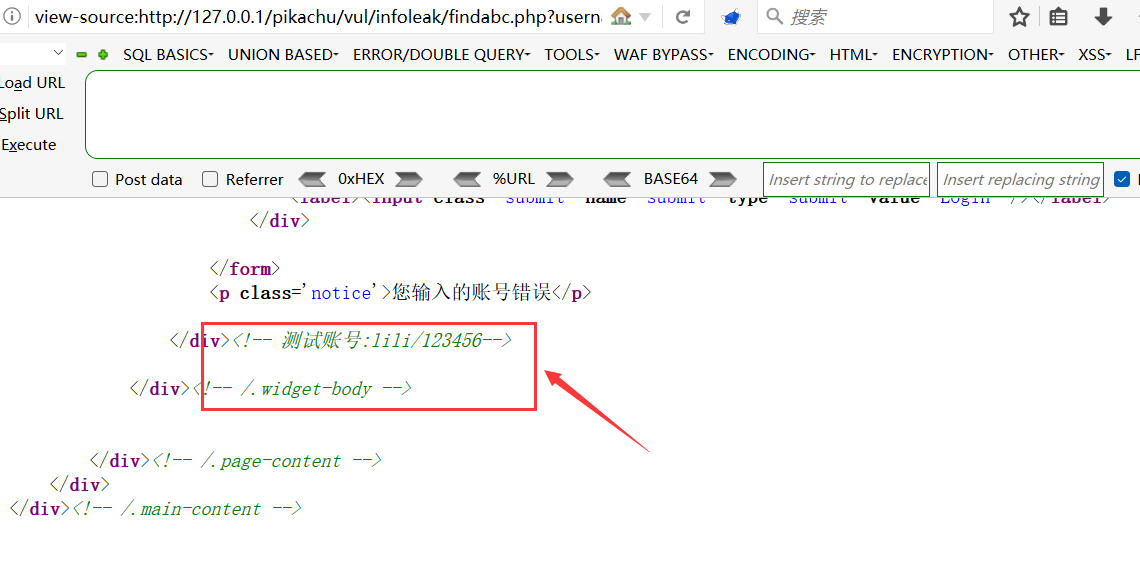 view-source:http://127.0.0.1/pikachu/vul/infoleak/findabc.php?userna
搜索
SQL BASICS UNION BASED ERROR/DOUBLE QUERY TOOLS WAF BYPASS ENCODING HTML ENCRYPTION OTHER XSS LF
Load URL
Split URL
Execute
Post data Referrer 0xHEX %URL BASE64 Insert string to replace Insert replacing string
<label><input class="submit" name="submit" type="submit" value="Login" /></label>
</div>
</form>
<p class='notice'>您输入的账号错误</p>
</div><!-- 测试账号:lili/123456-->
</div><!-- /.widget-body -->
</div><!-- /.page-content -->
</div>
</div><!-- /.main-content -->